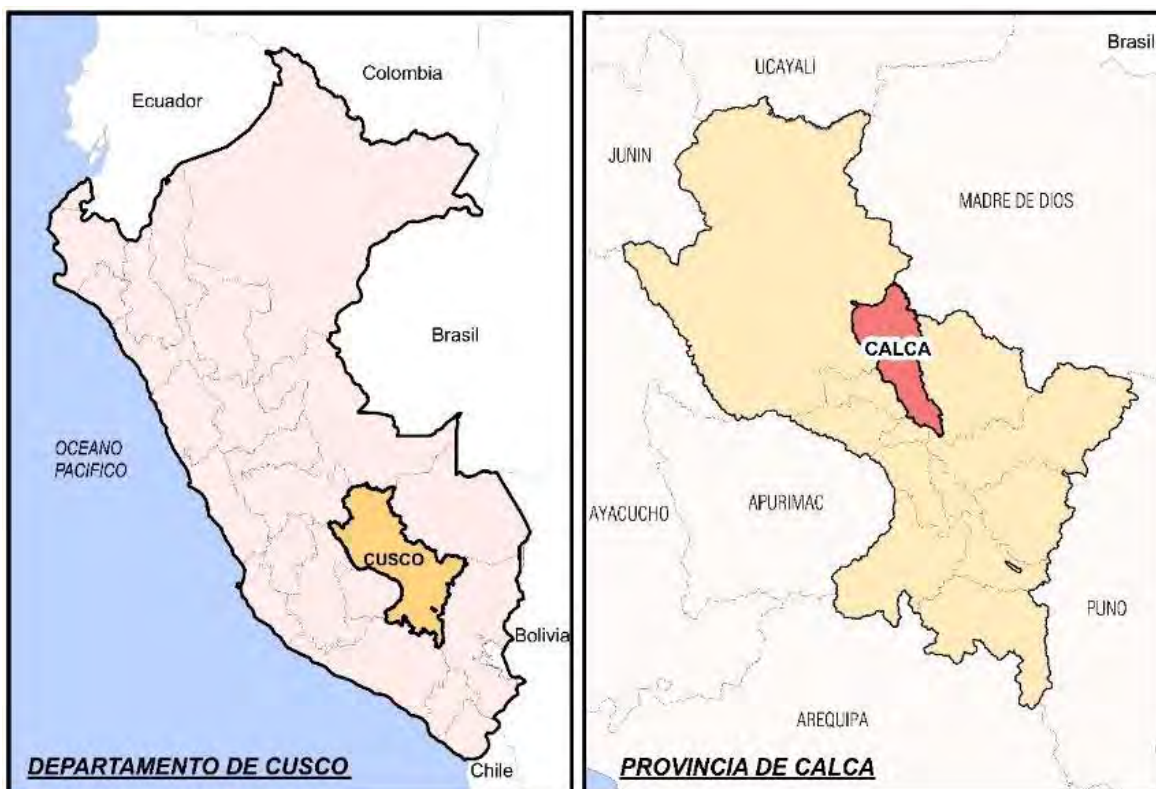 Colombia
Ecuador
Brasil
OCEANO
PACIFICO
CUSCO
Bolivia
Chile
DEPARTAMENTO DE CUSCO
Brasil
UCAYALI
JUNIN
MADRE DE DIOS
CALCA
AYACUCHO
APURIMAC
PUNO
AREQUIPA
PROVINCIA DE CALCA